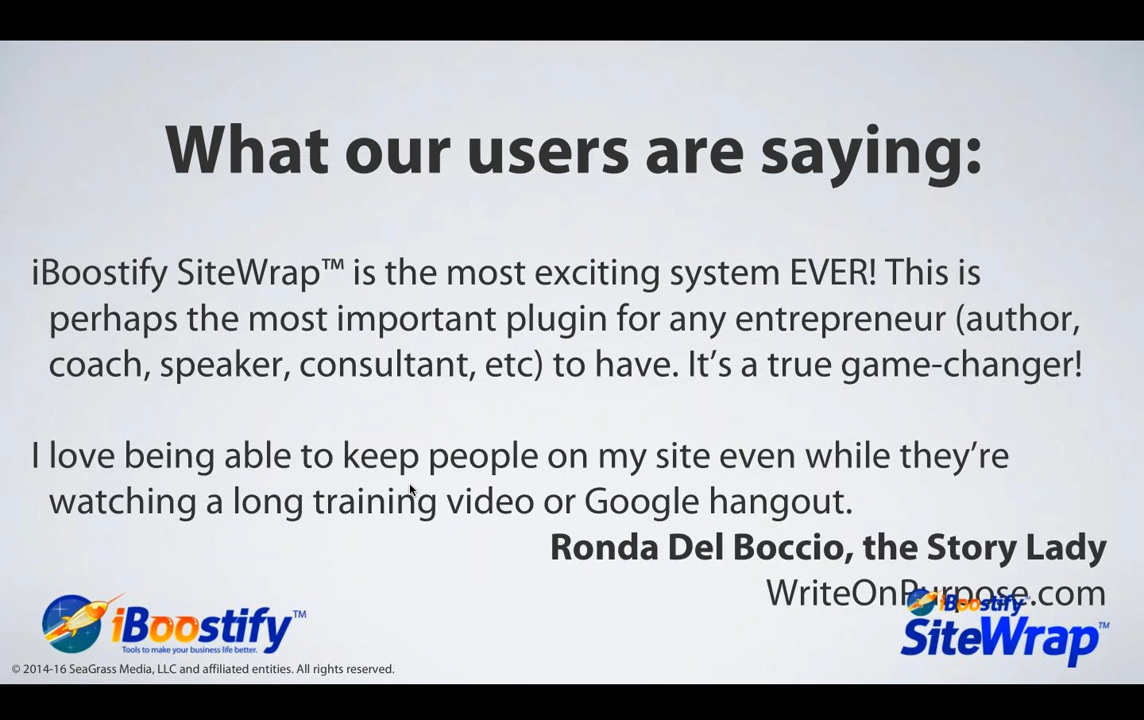 What our users are saying:
iBoostify SiteWrap™ is the most exciting system EVER! This is
perhaps the most important plugin for any entrepreneur (author,
coach, speaker, consultant, etc) to have. It’s a true game-changer!
I love being able to keep people on my site even while they’re
watching a long training video or Google hangout.
Ronda Del Boccio, the Story Lady
WriteOnPurpose.com
iBoostify™
Tools to make your business life better.
iBoostify
SiteWrap™
© 2014-16 SeaGrass Media, LLC and affiliated entities. All rights reserved.